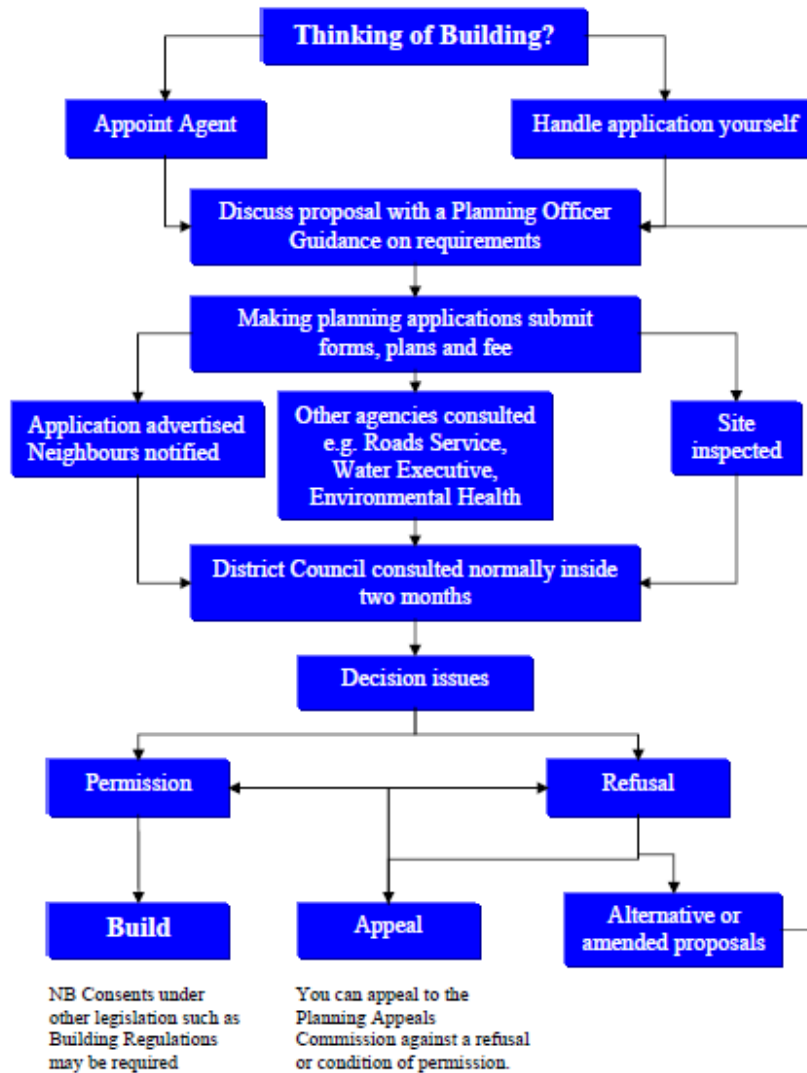 Thinking of Building?
Appoint Agent
Handle application yourself
Discuss proposal with a Planning Officer
Guidance on requirements
Making planning applications submit
forms, plans and fee
Application advertised
Neighbours notified
Other agencies consulted
e.g. Roads Service,
Water Executive,
Environmental Health
Site
inspected
District Council consulted normally inside
two months
Decision issues
Permission
Refusal
Build
Appeal
Alternative or
amended proposals
NB Consents under
other legislation such as
Building Regulations
may be required
You can appeal to the
Planning Appeals
Commission against a refusal
or condition of permission.